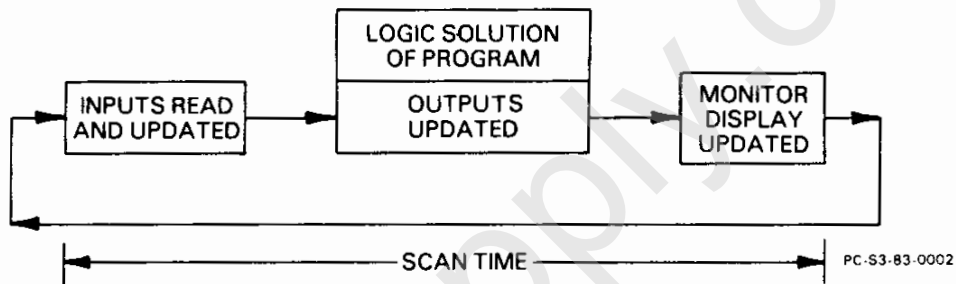 LOGIC SOLUTION
OF PROGRAM
INPUTS READ
AND UPDATED
OUTPUTS
UPDATED
MONITOR
DISPLAY
UPDATED
SCAN TIME
PC-S3-83-0002
pply.